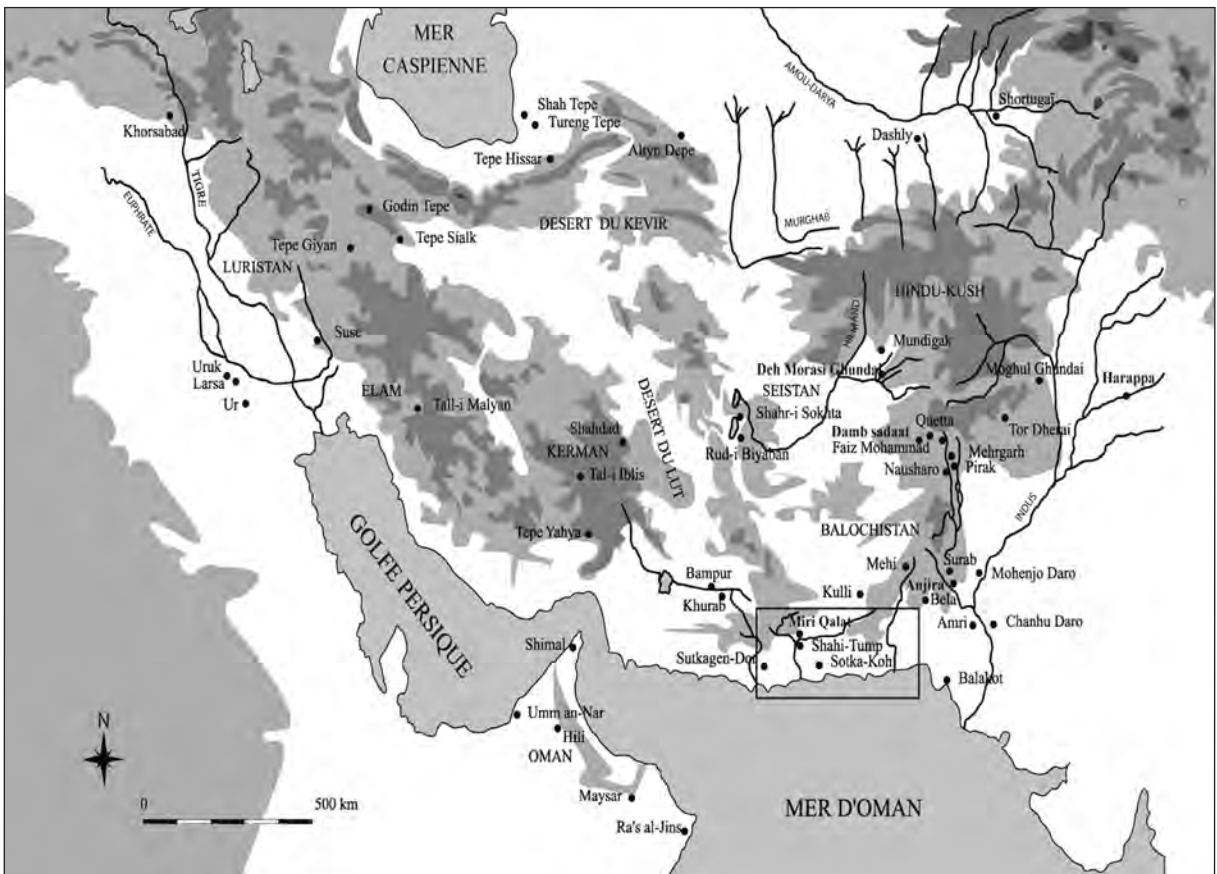 MER
CASPIENNE
AMOU-DARYA
Shortugaï
Shah Tepe
Tureng Tepe
Khorsabad
Dashly
Altyn Depe
Tepe Hissar
TIGRE
EUPHRATE
Godin Tepe
MURGHAB
DESERT DU KEVIR
Tepe Sialk
Tepe Giyan
LURISTAN
HINDU-KUSH
HILMAND
Suse
Mundigak
Uruk
Larsa
Deh Morasi Ghundai
Moghul Ghundai
Harappa
ELAM
SEISTAN
Ur
Tall-i Malyan
DESERT DU LUT
Shahr-i Sokhta
Tor Dherai
Quetta
Shahdad
Damb sadaat
Rud-i Biyaban
Faiz Mohammad
Mehrgarh
KERMAN
Pirak
Nausharo
Tal-i Iblis
INDUS
GOLFE PERSIQUE
Tepe Yahya
BALOCHISTAN
Surab
Mehi
Mohenjo Daro
Bampur
Anjira
Khurab
Kulli
Bela
Amri
Chanhu Daro
Miri Qalat
Shimal
Shahi-Tump
Sutkagen-Dor
Sotka-Koh
Balakot
N
Umm an-Nar
Hili
OMAN
0 500 km
Maysar
MER D'OMAN
Ra's al-Jins